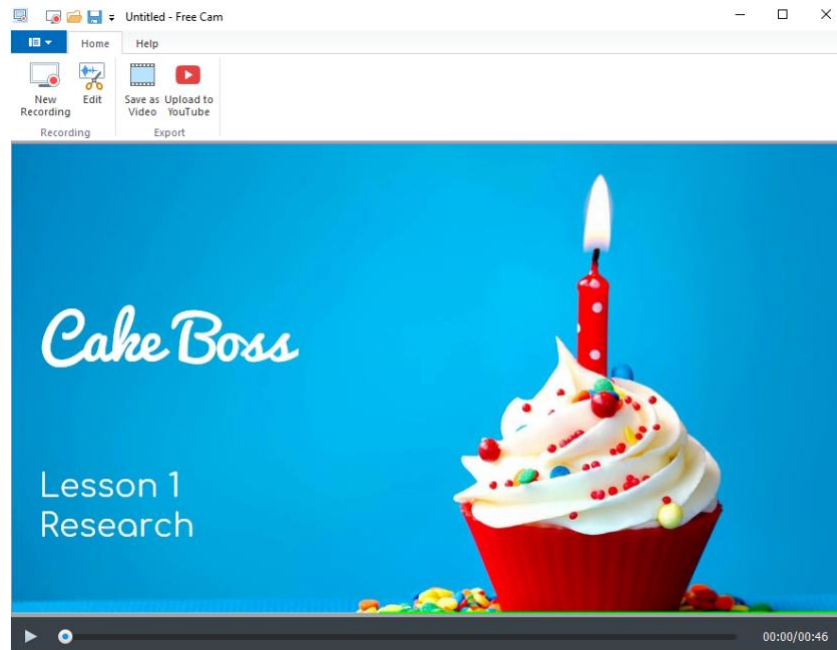 Untitled - Free Cam
Home Help
New Recording
Edit
Save as Video
Upload to YouTube
Recording
Export
Cake Boss
Lesson 1
Research
00:00/00:46